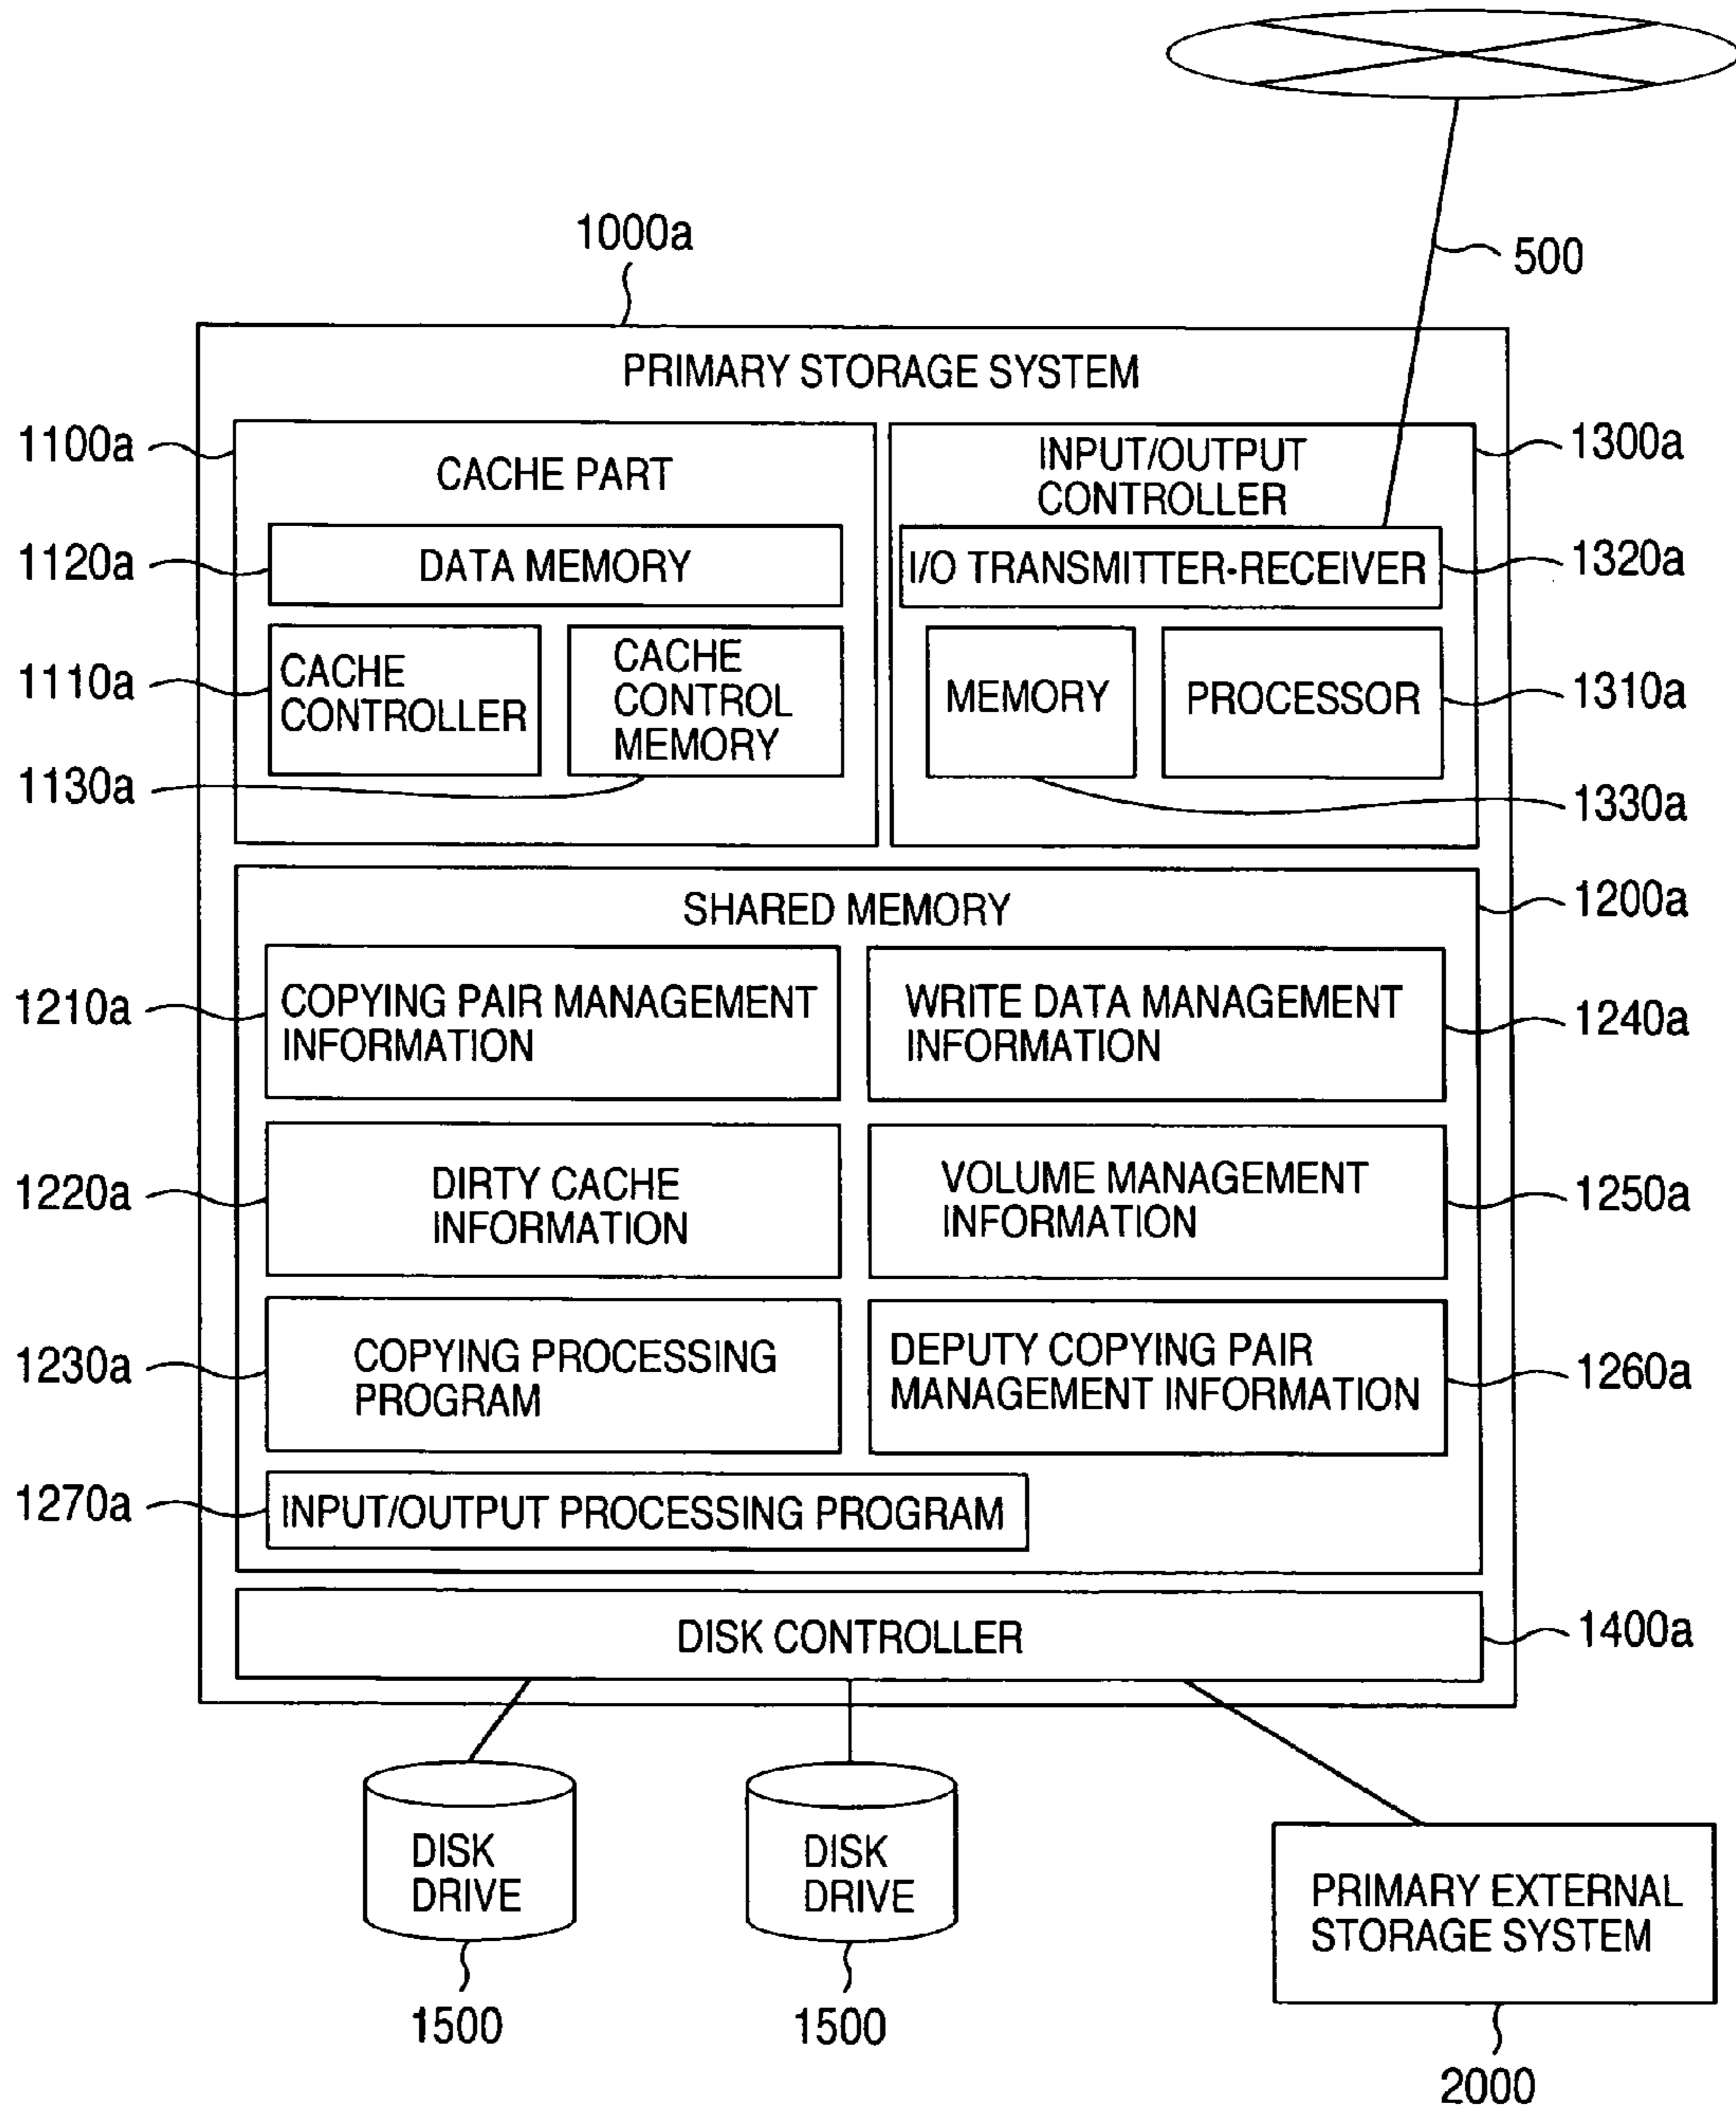 500
1000a
PRIMARY STORAGE SYSTEM
1100a
CACHE PART
1120a
DATA MEMORY
1110a
CACHE
CONTROLLER
CACHE
CONTROL
MEMORY
1130a
INPUT/OUTPUT
CONTROLLER
1300a
I/O TRANSMITTER-RECEIVER
1320a
MEMORY
PROCESSOR
1310a
1330a
SHARED MEMORY
1200a
1210a
COPYING PAIR MANAGEMENT
INFORMATION
WRITE DATA MANAGEMENT
INFORMATION
1240a
1220a
DIRTY CACHE
INFORMATION
VOLUME MANAGEMENT
INFORMATION
1250a
1230a
COPYING PROCESSING
PROGRAM
DEPUTY COPYING PAIR
MANAGEMENT INFORMATION
1260a
1270a
INPUT/OUTPUT PROCESSING PROGRAM
DISK CONTROLLER
1400a
DISK
DRIVE
1500
DISK
DRIVE
1500
PRIMARY EXTERNAL
STORAGE SYSTEM
2000